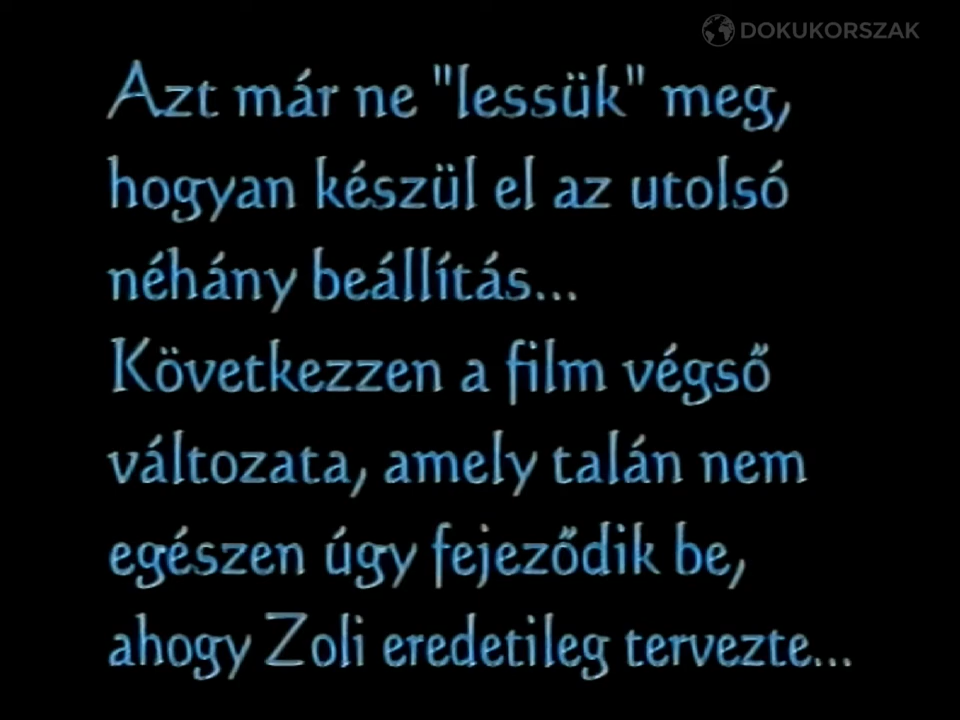 DOKUKORSZAK
Azt már ne "lessük" meg,
hogyan készül el az utolsó
néhány beállítás...
Következzen a film végső
változata, amely talán nem
egészen úgy fejeződik be,
ahogy Zoli eredetileg tervezte...